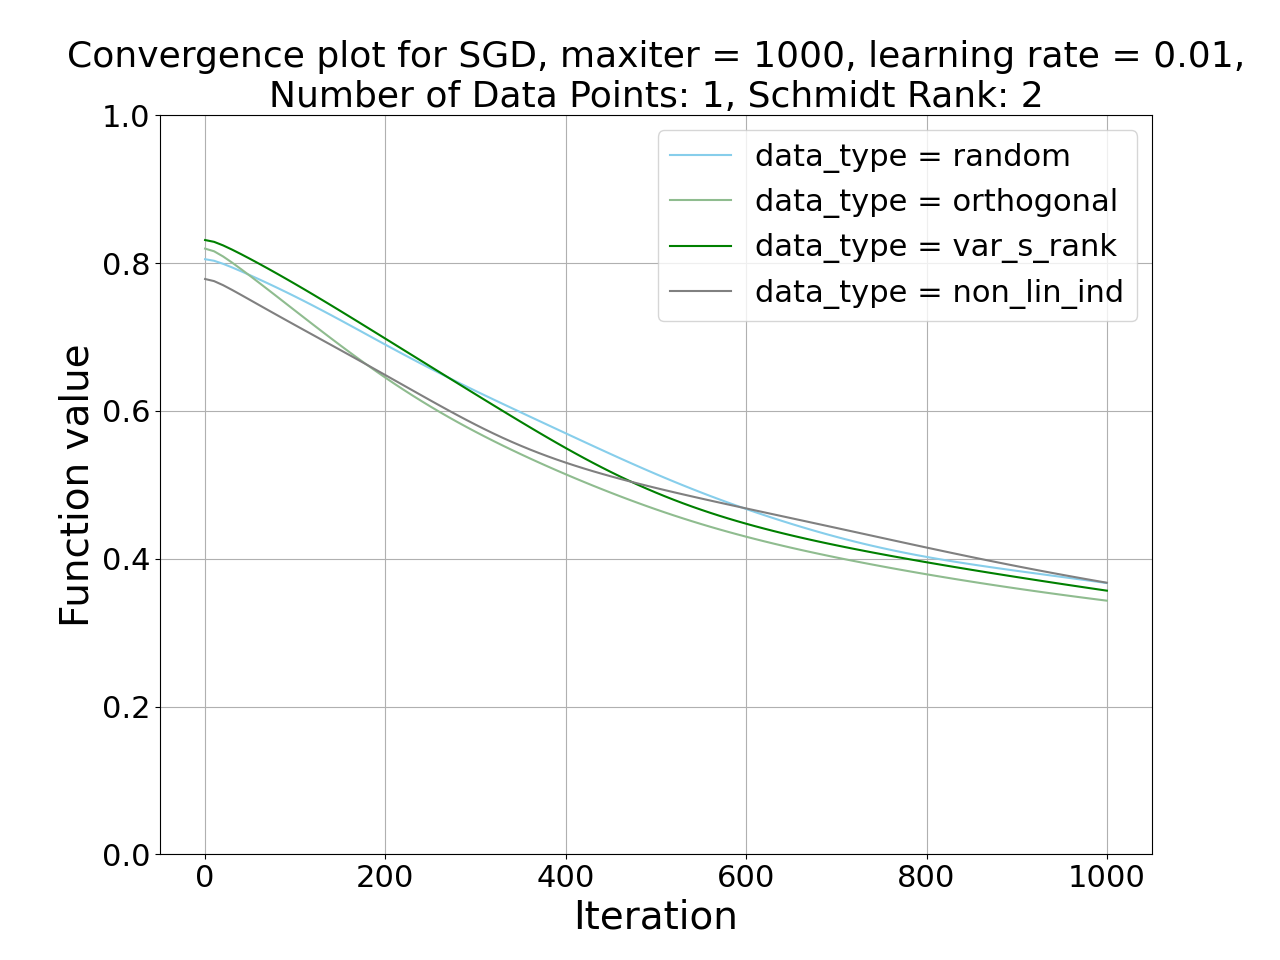 Convergence plot for SGD, maxiter = 1000, learning rate = 0.01,
Number of Data Points: 1, Schmidt Rank: 2
1.0
0.8
0.6
0.4
0.2
0.0
Function value
data_type = random
data_type = orthogonal
data_type = var_s_rank
data_type = non_lin_ind
0 200 400 600 800 1000
Iteration